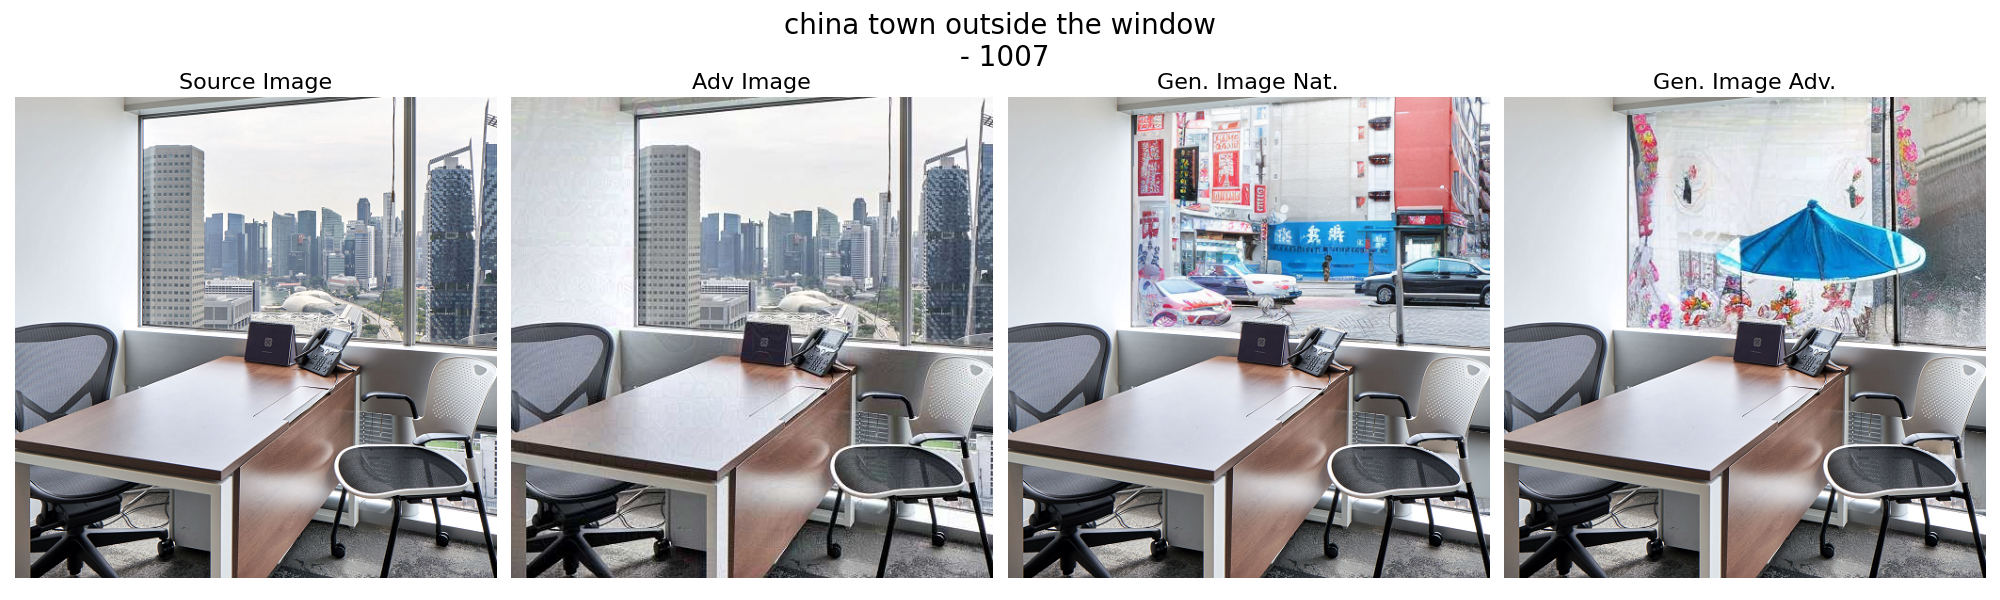 china town outside the window
- 1007
Source Image
Adv Image
Gen. Image Nat.
Gen. Image Adv.